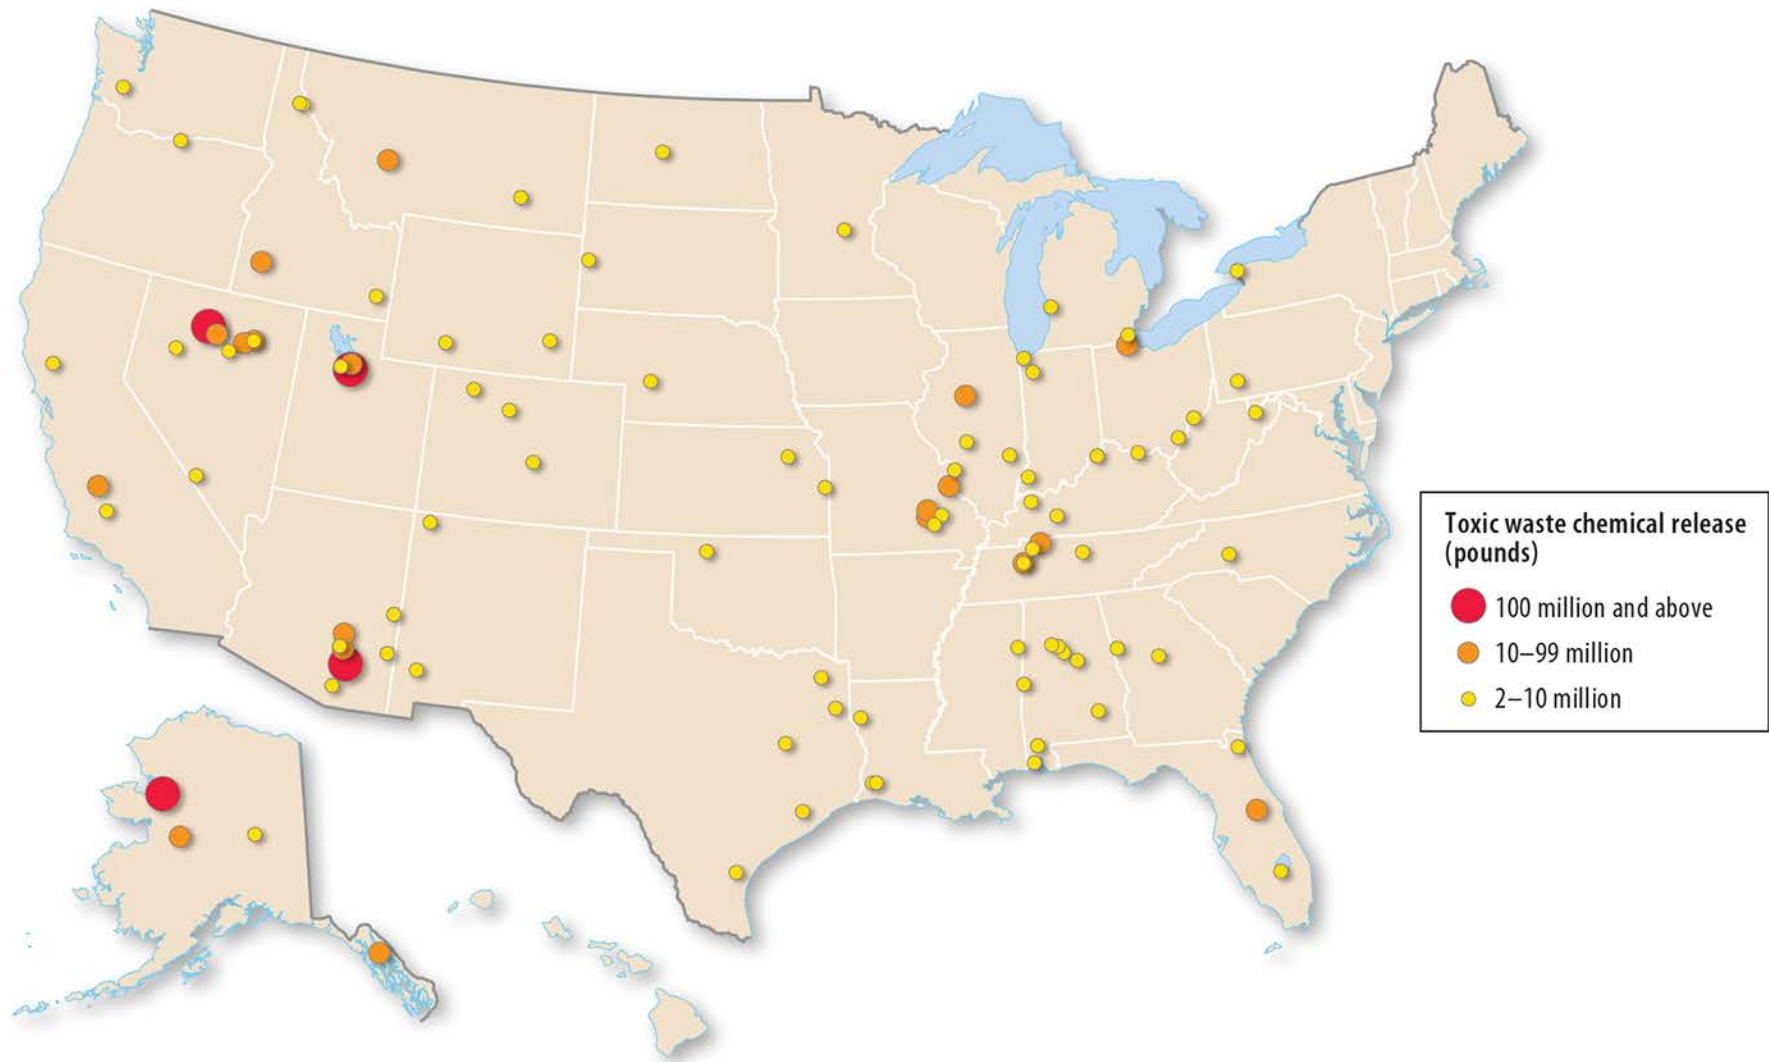 Toxic waste chemical release
(pounds)
100 million and above
10–99 million
2–10 million